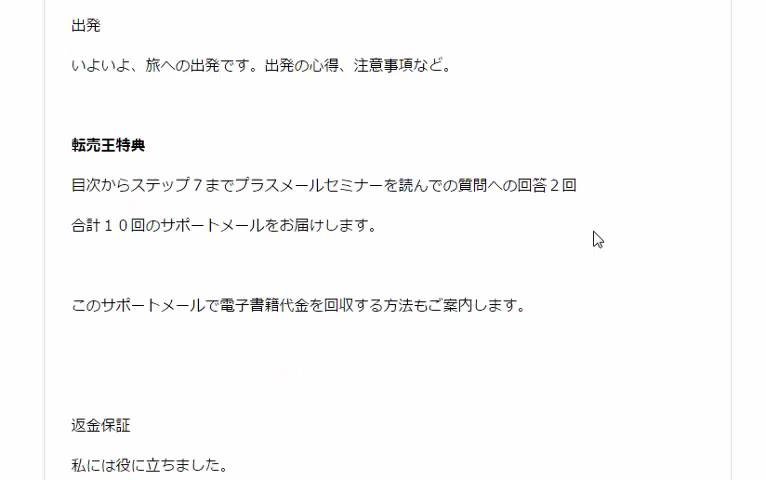 出発
いよいよ、旅への出発です。出発の心得、注意事項など。
転売王特典
目次からステップ７までプラスメールセミナーを読んでの質問への回答２回
合計１０回のサポートメールをお届けします。
このサポートメールで電子書籍代金を回収する方法もご案内します。
返金保証
私には役に立ちました。